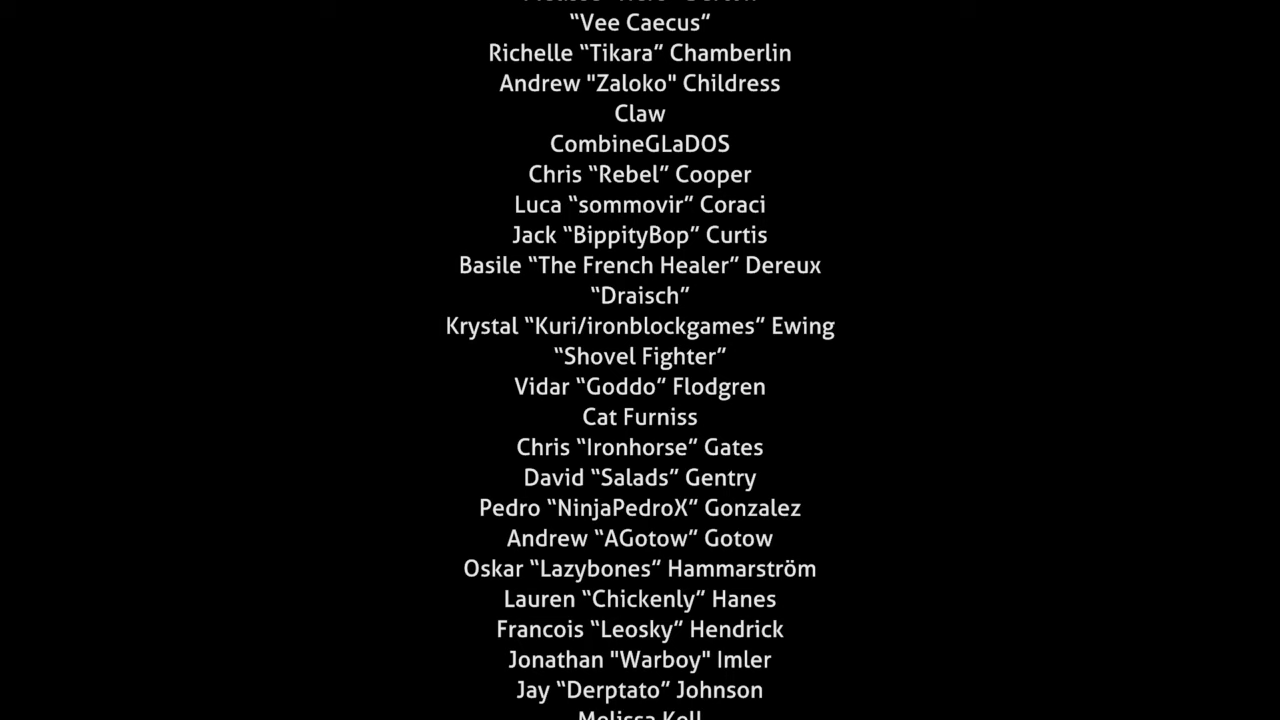 “Vee Caecus”
Richelle “Tikara” Chamberlin
Andrew "Zaloko" Childress
Claw
CombineGLaDOS
Chris “Rebel” Cooper
Luca “sommovir” Coraci
Jack “BippityBop” Curtis
Basile “The French Healer” Dereux
“Draisch”
Krystal “Kuri/ironblockgames” Ewing
“Shovel Fighter”
Vidar “Goddo” Flodgren
Cat Furniss
Chris “Ironhorse” Gates
David “Salads” Gentry
Pedro “NinjaPedroX” Gonzalez
Andrew “AGotow” Gotow
Oskar “Lazybones” Hammarström
Lauren “Chickenly” Hanes
Francois “Leosky” Hendrick
Jonathan "Warboy" Imler
Jay “Derptato” Johnson
Melissa Kell